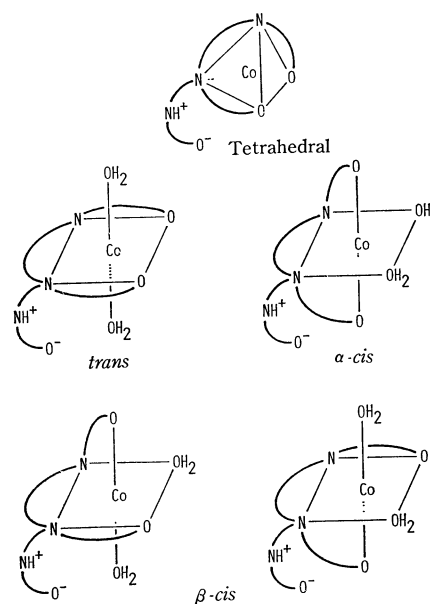 N
N Co O
NH+ O
O- Tetrahedral
OH2 O
N O N OH
Cc Co
N O N OH2
NH+ NH+
OH2 O
O- O-
trans α-cis
O OH2
N OH2 N O
Co Co
N O N OH2
NH+ NH+
OH2 O
O- O-
β-cis